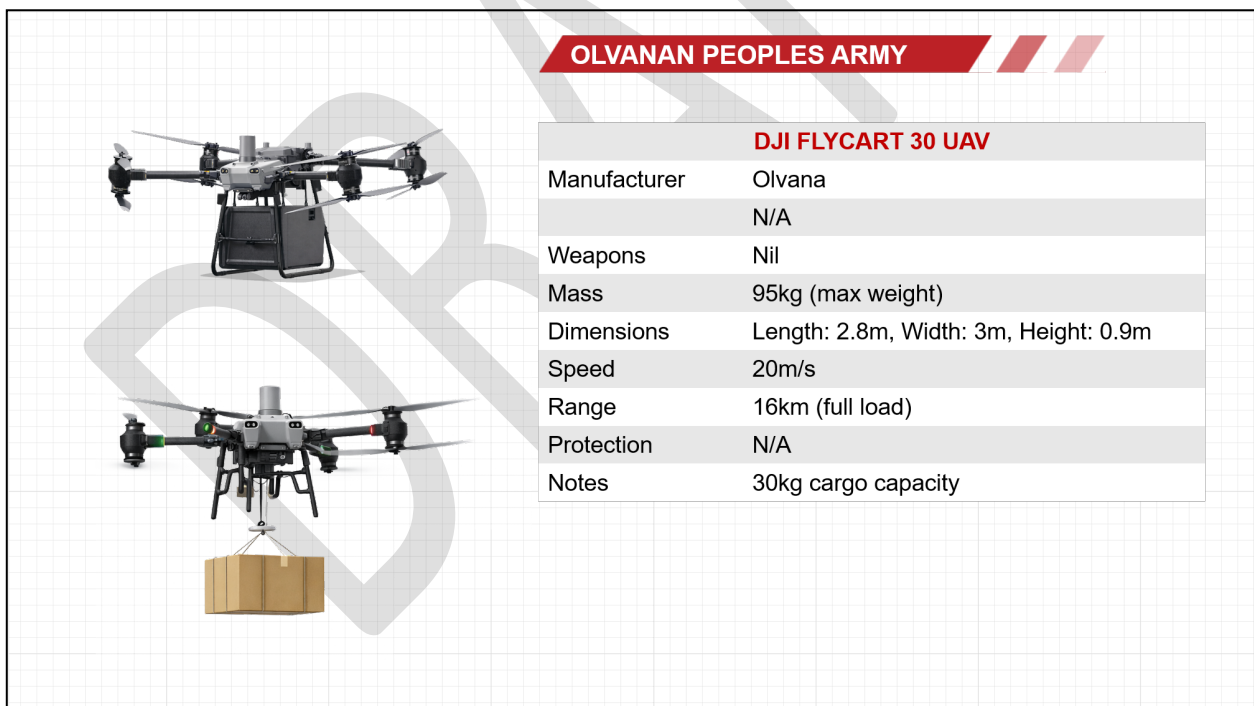 OLVANAN PEOPLES ARMY
DJI FLYCART 30 UAV
Manufacturer Olvana
N/A
Weapons Nil
Mass 95kg (max weight)
Dimensions Length: 2.8m, Width: 3m, Height: 0.9m
Speed 20m/s
Range 16km (full load)
Protection N/A
Notes 30kg cargo capacity